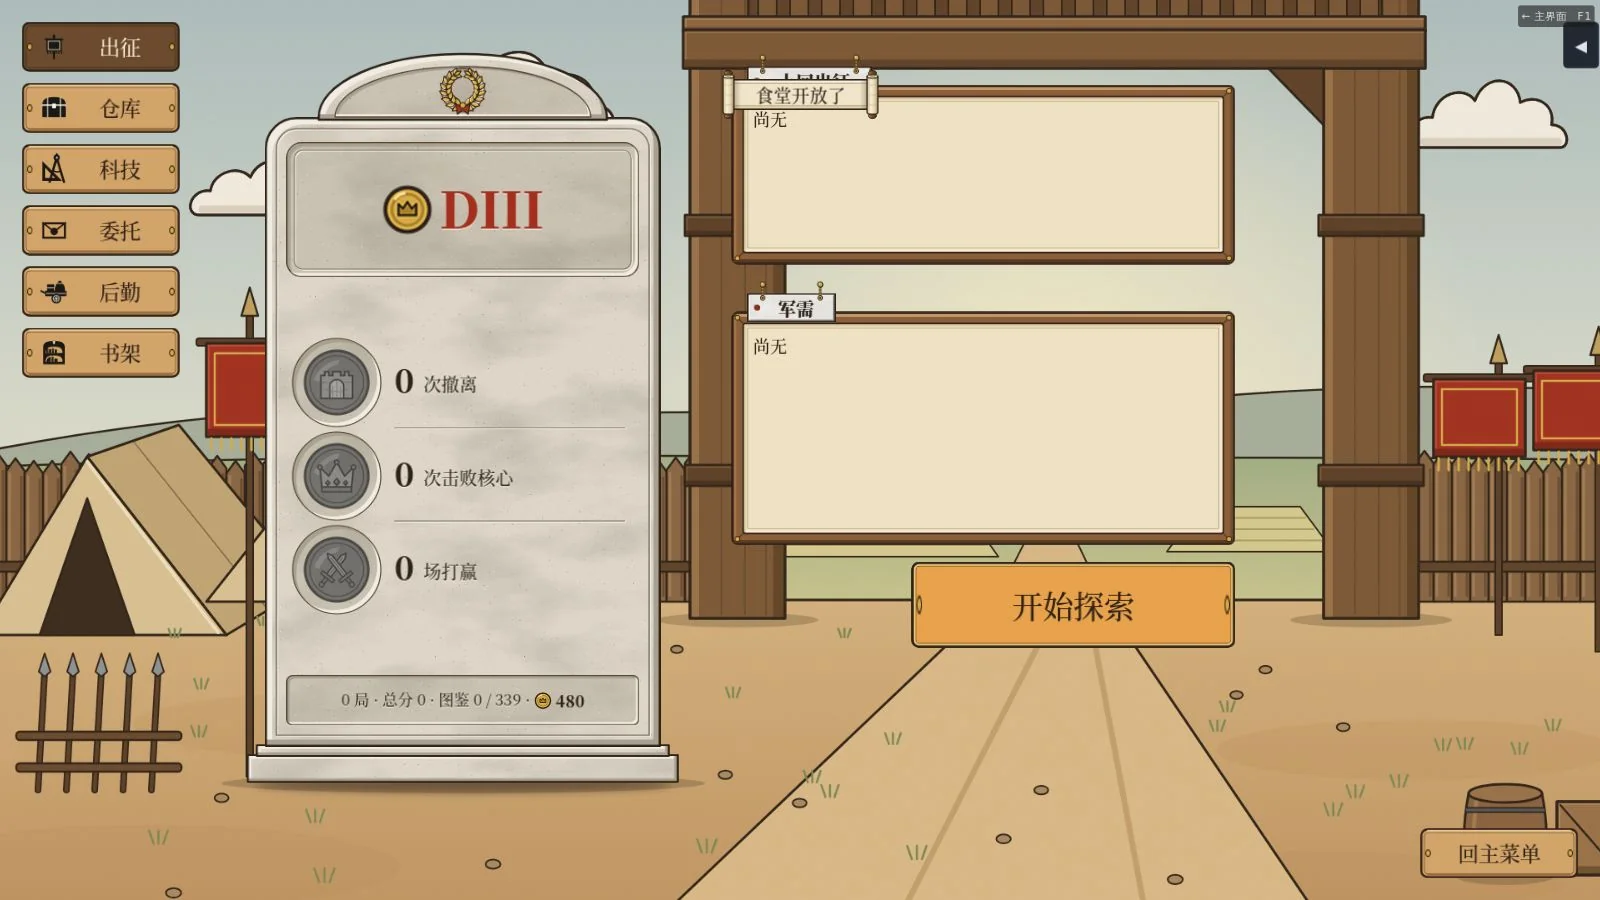 ← 主界面 F1
◀
出征
仓库
科技
委托
后勤
书架
DIII
0 次撤离
0 次击败核心
0 场打赢
0 局 · 总分 0 · 图鉴 0 / 339 · 480
食堂开放了
尚无
军需
尚无
开始探索
回主菜单